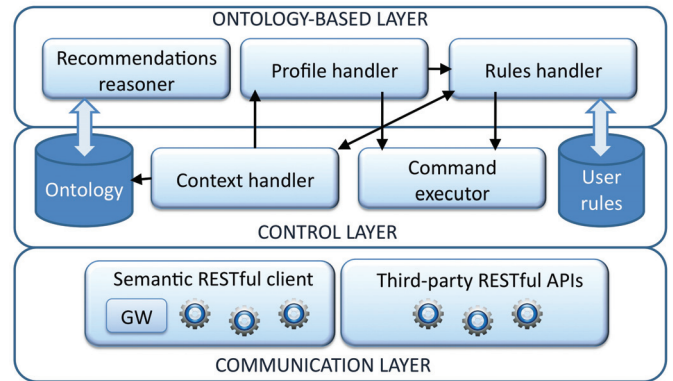 ONTOLOGY-BASED LAYER
Recommendations
reasoner
Profile handler
Rules handler
Ontology
Context handler
Command
executor
User
rules
CONTROL LAYER
Semantic RESTful client
GW
Third-party RESTful APIs
COMMUNICATION LAYER